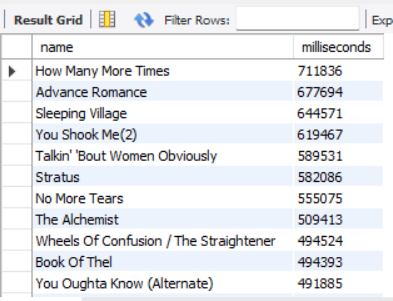 Result Grid Filter Rows: Exp
name milliseconds
How Many More Times 711836
Advance Romance 677694
Sleeping Village 644571
You Shook Me(2) 619467
Talkin' 'Bout Women Obviously 589531
Stratus 582086
No More Tears 555075
The Alchemist 509413
Wheels Of Confusion / The Straightener 494524
Book Of Thel 494393
You Oughta Know (Alternate) 491885